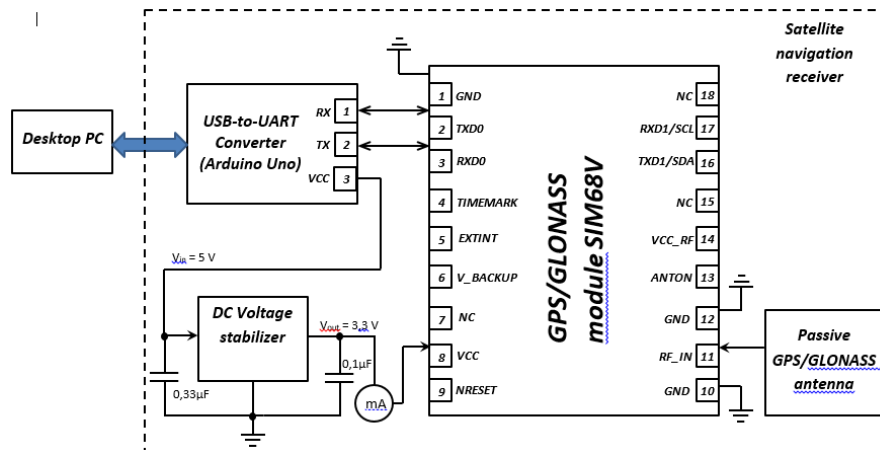 Satellite
navigation
receiver
Desktop PC
USB-to-UART
Converter
(Arduino Uno)
RX 1
TX 2
VCC 3
Vin = 5 V
DC Voltage
stabilizer
Vout = 3,3 V
0,33µF
0,1µF
mA
1 GND
2 TXD0
3 RXD0
4 TIMEMARK
5 EXTINT
6 V_BACKUP
7 NC
8 VCC
9 NRESET
GPS/GLONASS
module SIM68V
NC 18
RXD1/SCL 17
TXD1/SDA 16
NC 15
VCC_RF 14
ANTON 13
GND 12
RF_IN 11
GND 10
Passive
GPS/GLONASS
antenna